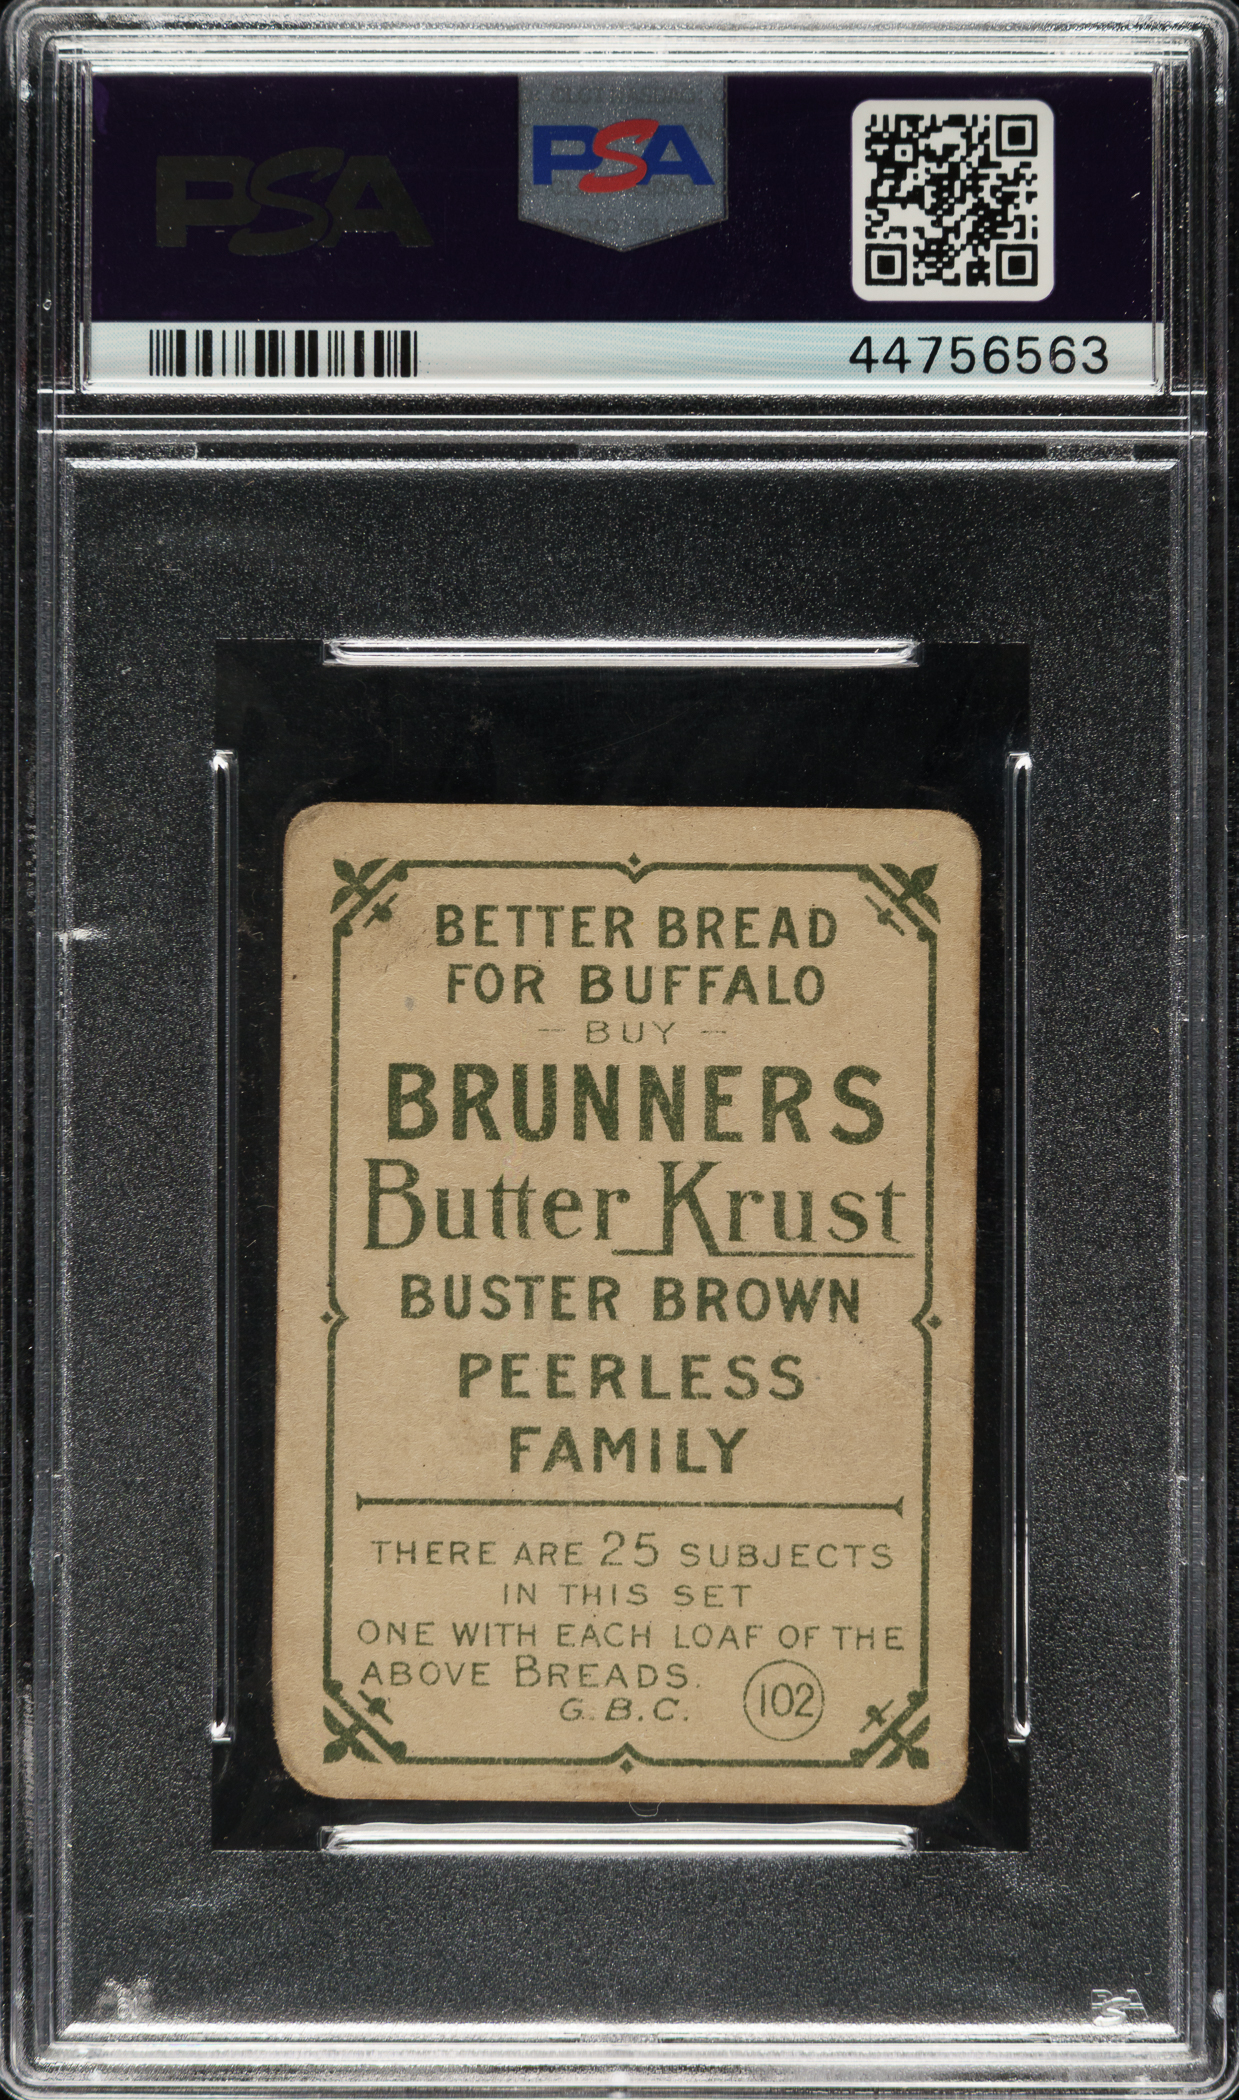 PSA
PSA
44756563
BETTER BREAD
FOR BUFFALO
- BUY -
BRUNNERS
Butter Krust
BUSTER BROWN
PEERLESS
FAMILY
THERE ARE 25 SUBJECTS
IN THIS SET
ONE WITH EACH LOAF OF THE
ABOVE BREADS.
G.B.C. 102
PSA